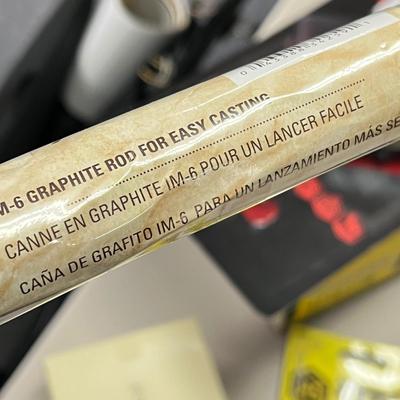 M-6 GRAPHITE ROD FOR EASY CASTING
CANNE EN GRAPHITE IM-6 POUR UN LANCER FACILE
CAÑA DE GRAFITO IM-6 PARA UN LANZAMIENTO MÁS SE